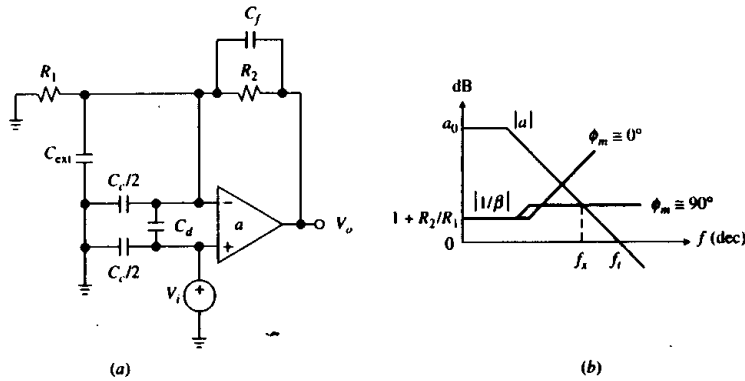 C_f
R_1
R_2
C_ext
C_c/2
C_d
C_c/2
−
a
+
V_o
V_i
+
(a)
dB
a_0
|a|
ϕ_m ≅ 0°
|1/β|
ϕ_m ≅ 90°
1 + R_2/R_1
0
f (dec)
f_x
f_t
(b)